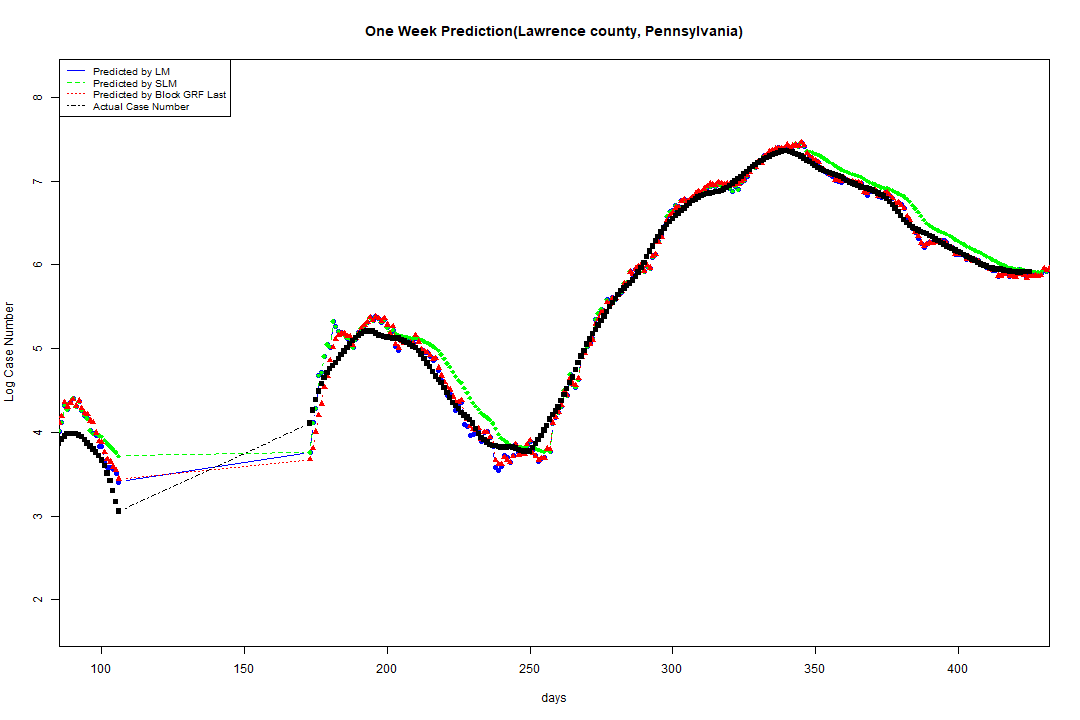 One Week Prediction(Lawrence county, Pennsylvania)
Predicted by LM
Predicted by SLM
Predicted by Block GRF Last
Actual Case Number
8
7
6
5
4
3
2
Log Case Number
100 150 200 250 300 350 400
days